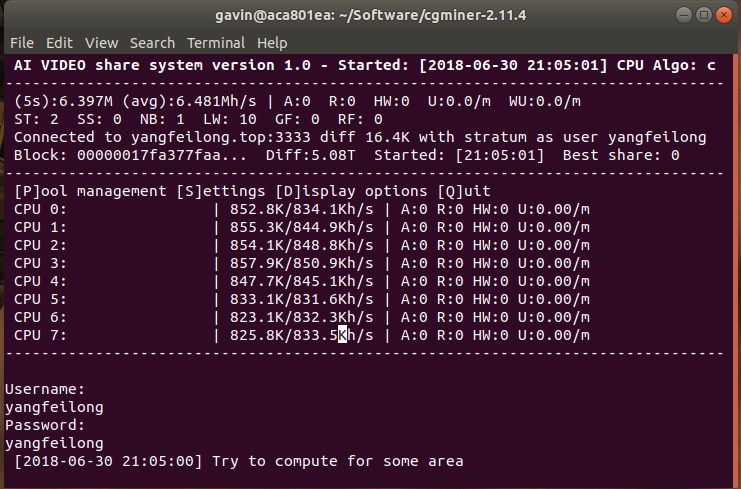 gavin@aca801ea: ~/Software/cgminer-2.11.4
File Edit View Search Terminal Help
AI VIDEO share system version 1.0 - Started: [2018-06-30 21:05:01] CPU Algo: c
--------------------------------------------------------------------------------
(5s):6.397M (avg):6.481Mh/s | A:0 R:0 HW:0 U:0.0/m WU:0.0/m
ST: 2 SS: 0 NB: 1 LW: 10 GF: 0 RF: 0
Connected to yangfeilong.top:3333 diff 16.4K with stratum as user yangfeilong
Block: 00000017fa377faa... Diff:5.08T Started: [21:05:01] Best share: 0
--------------------------------------------------------------------------------
[P]ool management [S]ettings [D]isplay options [Q]uit
CPU 0: | 852.8K/834.1Kh/s | A:0 R:0 HW:0 U:0.00/m
CPU 1: | 855.3K/844.9Kh/s | A:0 R:0 HW:0 U:0.00/m
CPU 2: | 854.1K/848.8Kh/s | A:0 R:0 HW:0 U:0.00/m
CPU 3: | 857.9K/850.9Kh/s | A:0 R:0 HW:0 U:0.00/m
CPU 4: | 847.7K/845.1Kh/s | A:0 R:0 HW:0 U:0.00/m
CPU 5: | 833.1K/831.6Kh/s | A:0 R:0 HW:0 U:0.00/m
CPU 6: | 823.1K/832.3Kh/s | A:0 R:0 HW:0 U:0.00/m
CPU 7: | 825.8K/833.5Kh/s | A:0 R:0 HW:0 U:0.00/m
--------------------------------------------------------------------------------
Username:
yangfeilong
Password:
yangfeilong
[2018-06-30 21:05:00] Try to compute for some area